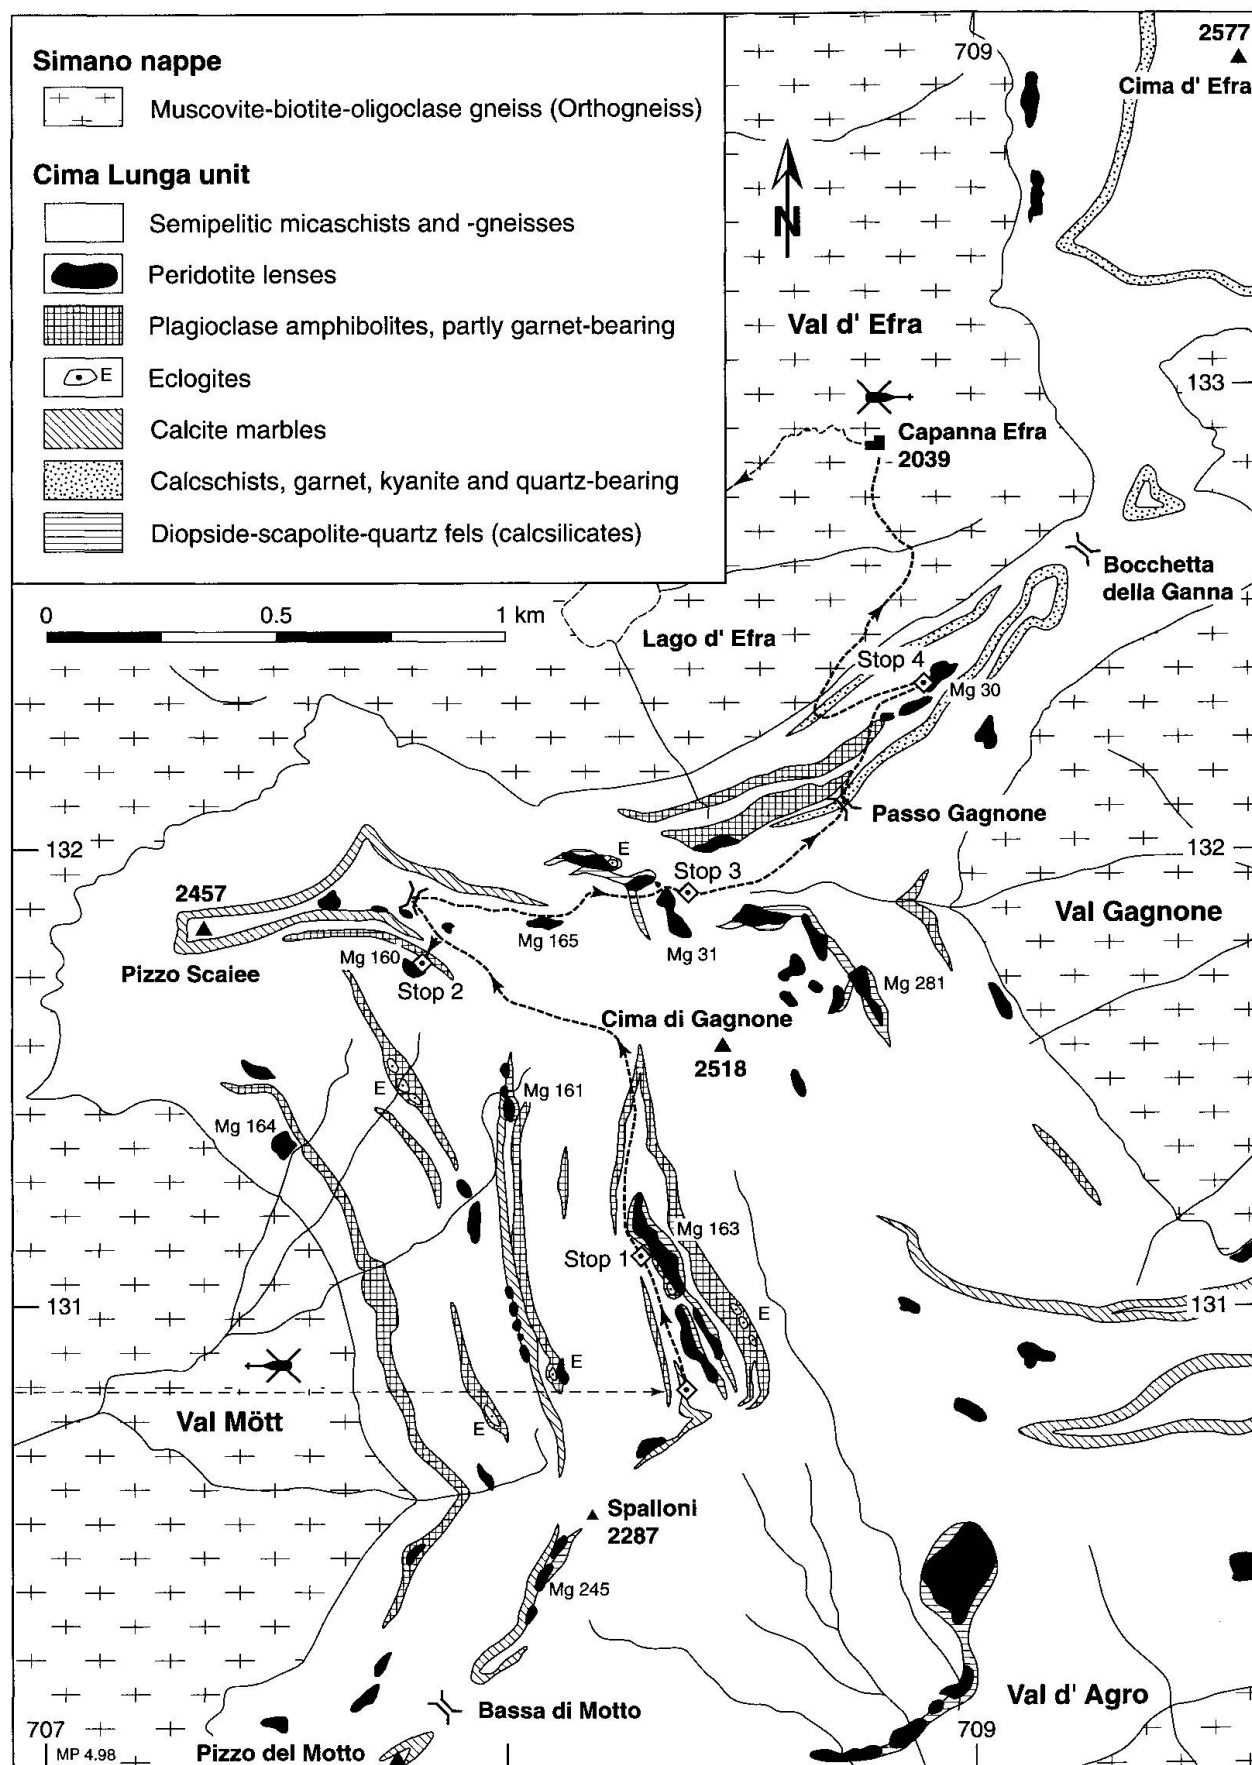 Simano nappe
Muscovite-biotite-oligoclase gneiss (Orthogneiss)
Cima Lunga unit
Semipelitic micaschists and -gneisses
Peridotite lenses
Plagioclase amphibolites, partly garnet-bearing
E
Eclogites
Calcite marbles
Calcschists, garnet, kyanite and quartz-bearing
Diopside-scapolite-quartz fels (calcsilicates)
0 0.5 1 km
709
2577
Cima d' Efra
N
Val d' Efra
133
Capanna Efra
2039
Bocchetta
della Ganna
Lago d' Efra
Stop 4
Mg 30
Passo Gagnone
132
E
132
Stop 3
2457
Val Gagnone
Mg 165
Mg 31
Mg 160
Pizzo Scaiee
Stop 2
Mg 281
Cima di Gagnone
2518
E
Mg 161
Mg 164
Mg 163
Stop 1
131
E
131
E
Val Mött
E
Spalloni
2287
Mg 245
Val d' Agro
Bassa di Motto
707
709
MP 4.98
Pizzo del Motto